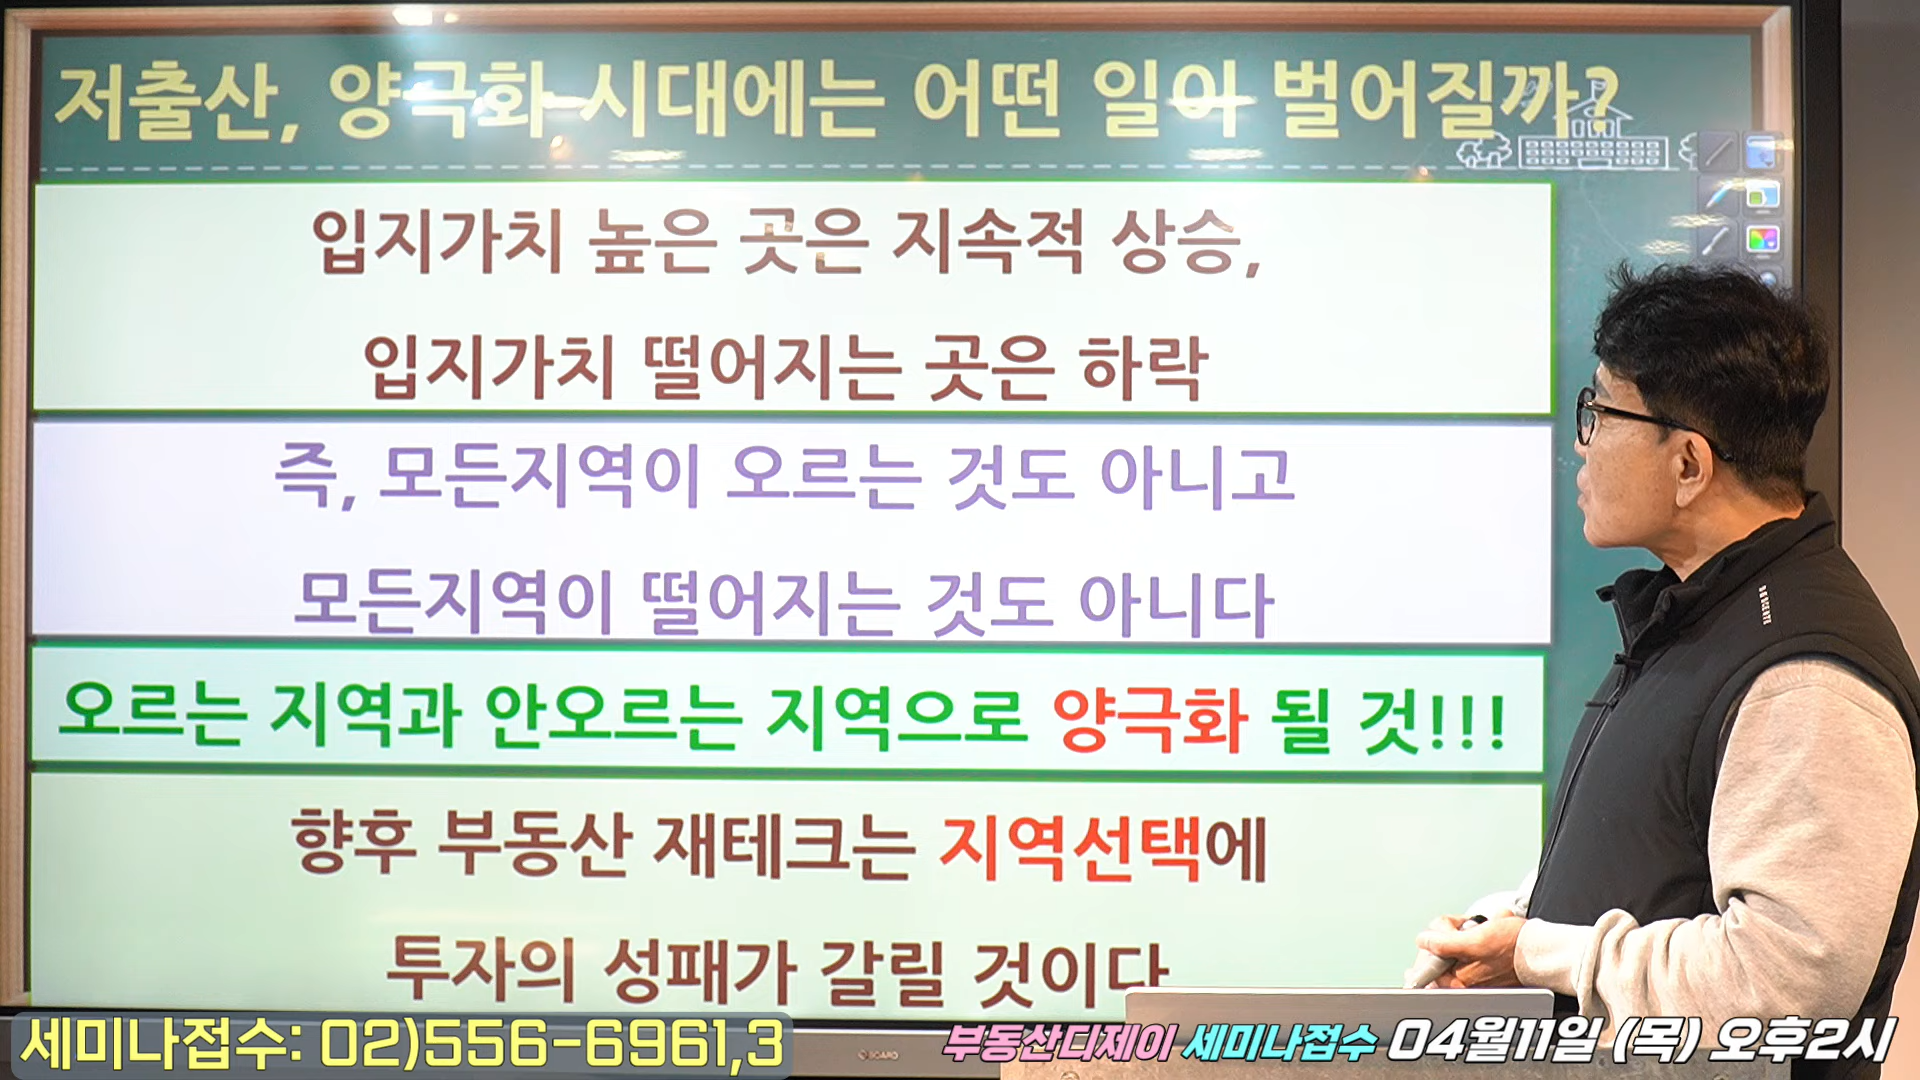 저출산, 양극화 시대에는 어떤 일이 벌어질까?
입지가치 높은 곳은 지속적 상승,
입지가치 떨어지는 곳은 하락
즉, 모든지역이 오르는 것도 아니고
모든지역이 떨어지는 것도 아니다
오르는 지역과 안오르는 지역으로 양극화 될 것!!!
향후 부동산 재테크는 지역선택에
투자의 성패가 갈릴 것이다
세미나접수: 02)556-6961,3
부동산디제이 세미나접수 04월11일 (목) 오후2시